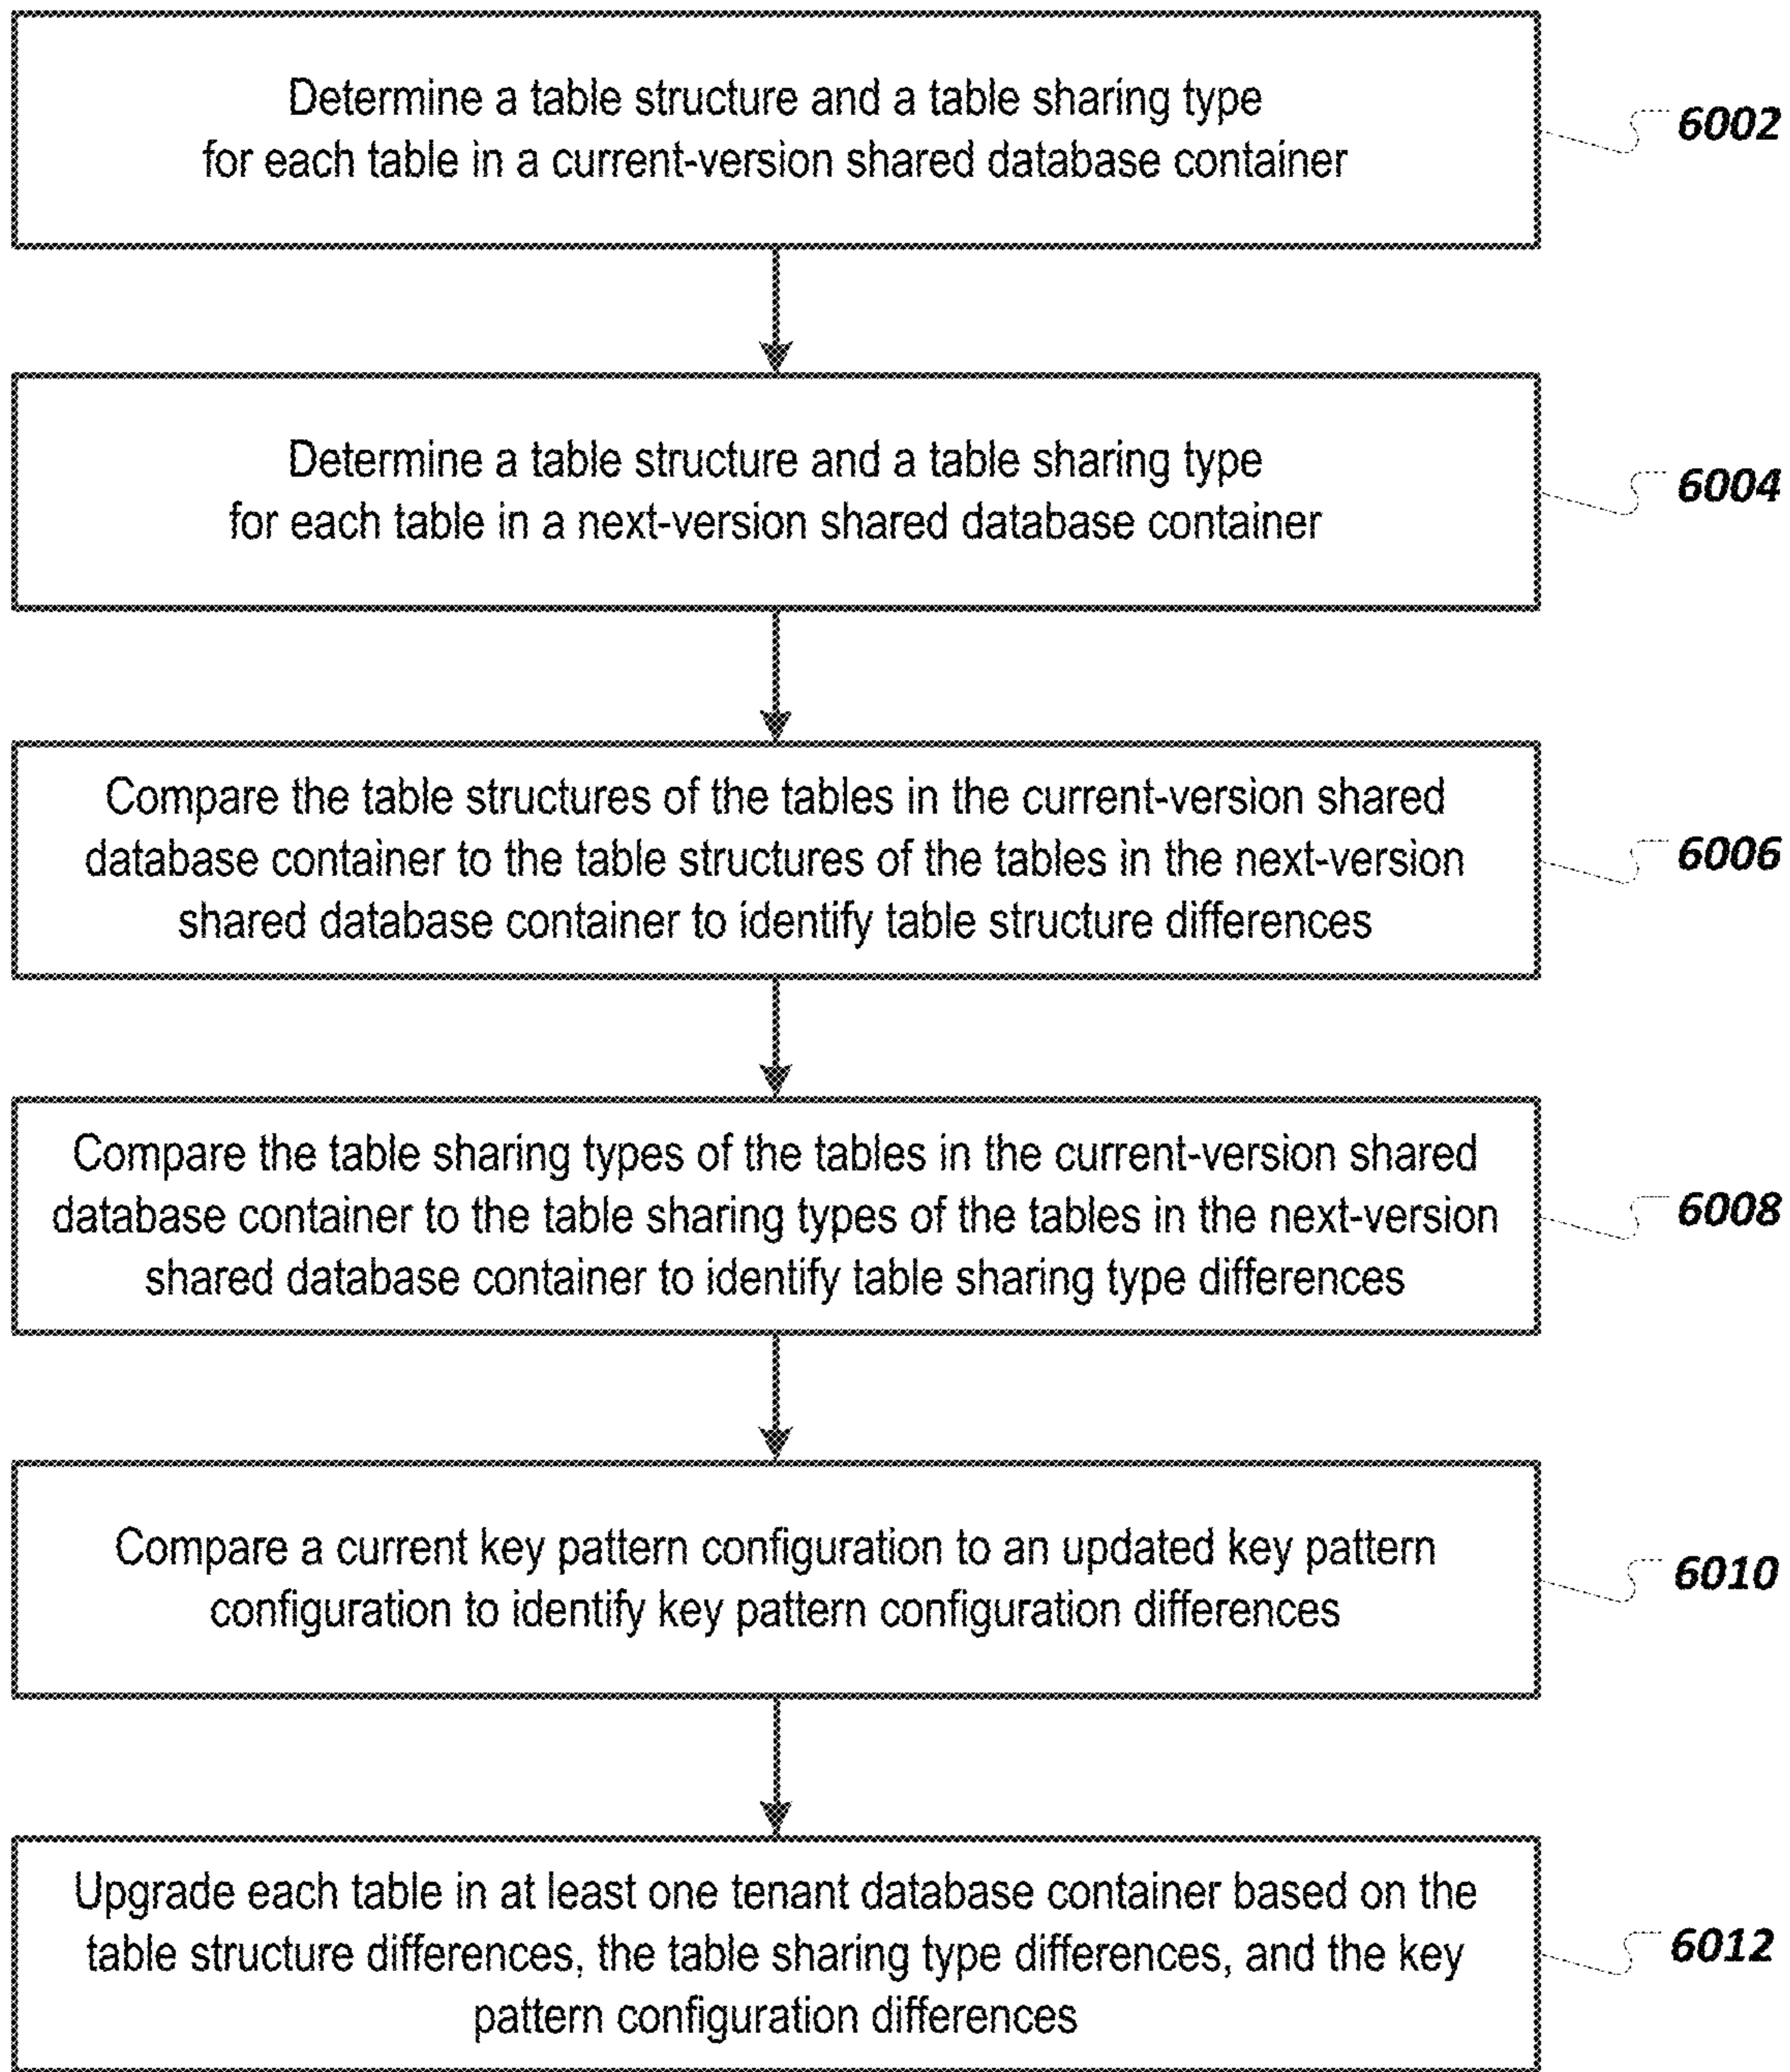 Determine a table structure and a table sharing type
for each table in a current-version shared database container
6002
Determine a table structure and a table sharing type
for each table in a next-version shared database container
6004
Compare the table structures of the tables in the current-version shared
database container to the table structures of the tables in the next-version
shared database container to identify table structure differences
6006
Compare the table sharing types of the tables in the current-version shared
database container to the table sharing types of the tables in the next-version
shared database container to identify table sharing type differences
6008
Compare a current key pattern configuration to an updated key pattern
configuration to identify key pattern configuration differences
6010
Upgrade each table in at least one tenant database container based on the
table structure differences, the table sharing type differences, and the key
pattern configuration differences
6012